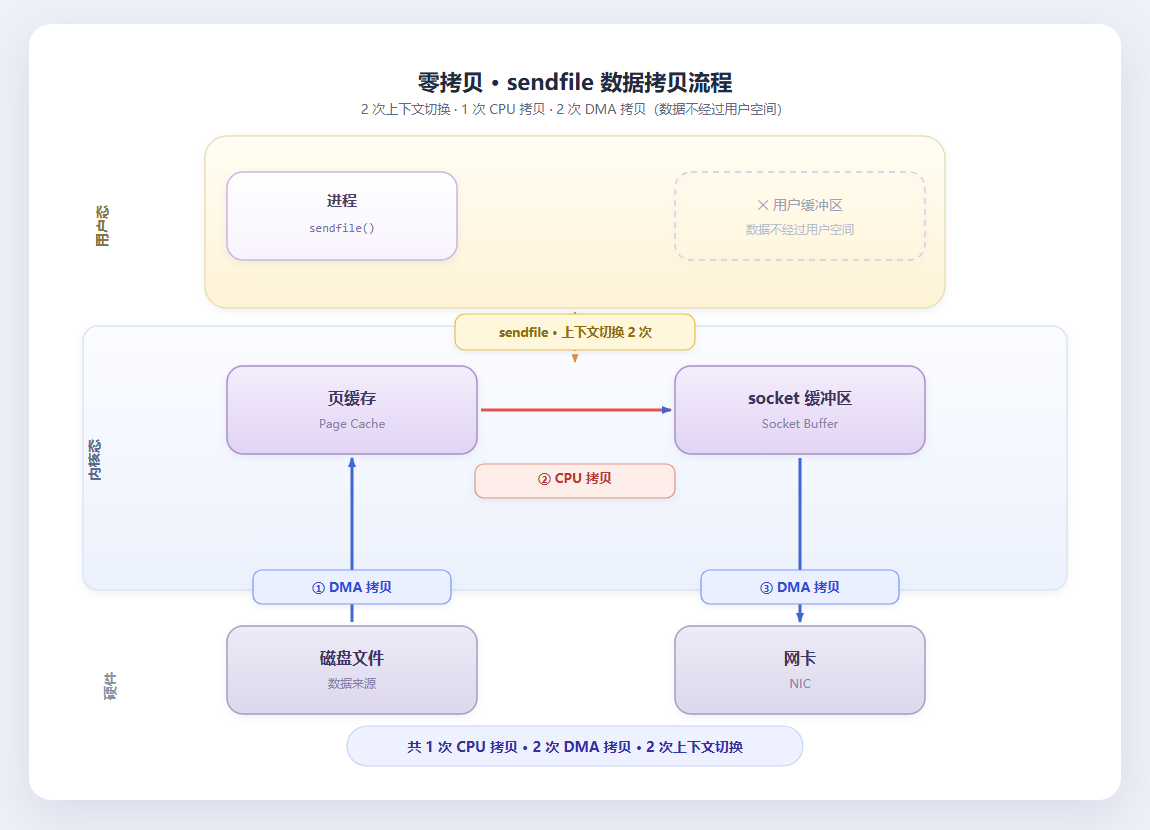 零拷贝 · sendfile 数据拷贝流程
2 次上下文切换 · 1 次 CPU 拷贝 · 2 次 DMA 拷贝（数据不经过用户空间）
用户态
进程
sendfile()
× 用户缓冲区
数据不经过用户空间
sendfile · 上下文切换 2 次
内核态
页缓存
Page Cache
socket 缓冲区
Socket Buffer
② CPU 拷贝
① DMA 拷贝
③ DMA 拷贝
硬件
磁盘文件
数据来源
网卡
NIC
共 1 次 CPU 拷贝 · 2 次 DMA 拷贝 · 2 次上下文切换